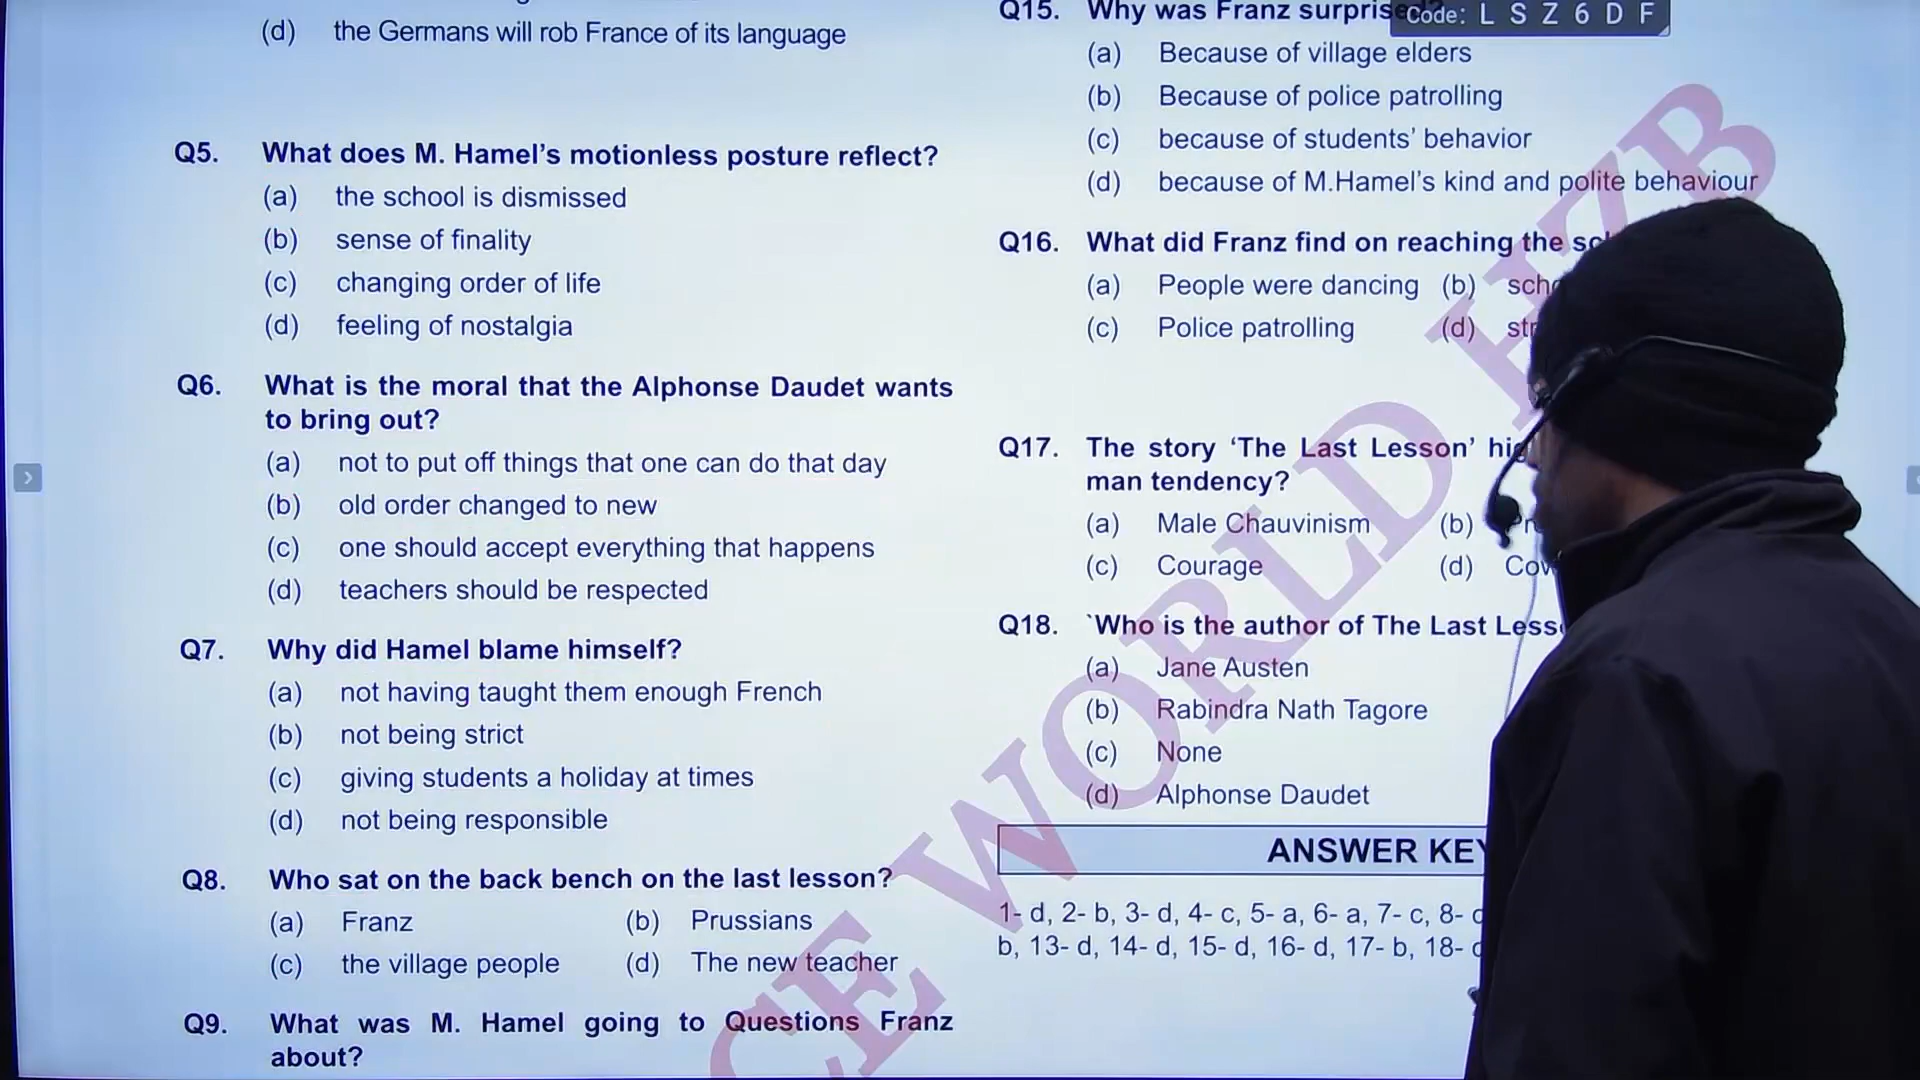 (d) the Germans will rob France of its language
Q5. What does M. Hamel's motionless posture reflect?
(a) the school is dismissed
(b) sense of finality
(c) changing order of life
(d) feeling of nostalgia
Q6. What is the moral that the Alphonse Daudet wants
to bring out?
(a) not to put off things that one can do that day
(b) old order changed to new
(c) one should accept everything that happens
(d) teachers should be respected
Q7. Why did Hamel blame himself?
(a) not having taught them enough French
(b) not being strict
(c) giving students a holiday at times
(d) not being responsible
Q8. Who sat on the back bench on the last lesson?
(a) Franz (b) Prussians
(c) the village people (d) The new teacher
Q9. What was M. Hamel going to Questions Franz
about?
Q15. Why was Franz
Code: L S Z 6 D F
(a) Because of village elders
(b) Because of police patrolling
(c) because of students' behavior
(d) because of M.Hamel's kind and polite behaviour
Q16. What did Franz find on reaching the
(a) People were dancing (b)
(c) Police patrolling (d)
Q17. The story 'The Last Lesson'
man tendency?
(a) Male Chauvinism (b)
(c) Courage (d)
Q18. `Who is the author of The Last
(a) Jane Austen
(b) Rabindra Nath Tagore
(c) None
(d) Alphonse Daudet
ANSWER KEY
1- d, 2- b, 3- d, 4- c, 5- a, 6- a, 7- c, 8-
b, 13- d, 14- d, 15- d, 16- d, 17- b, 18-
CE WORLD HZB